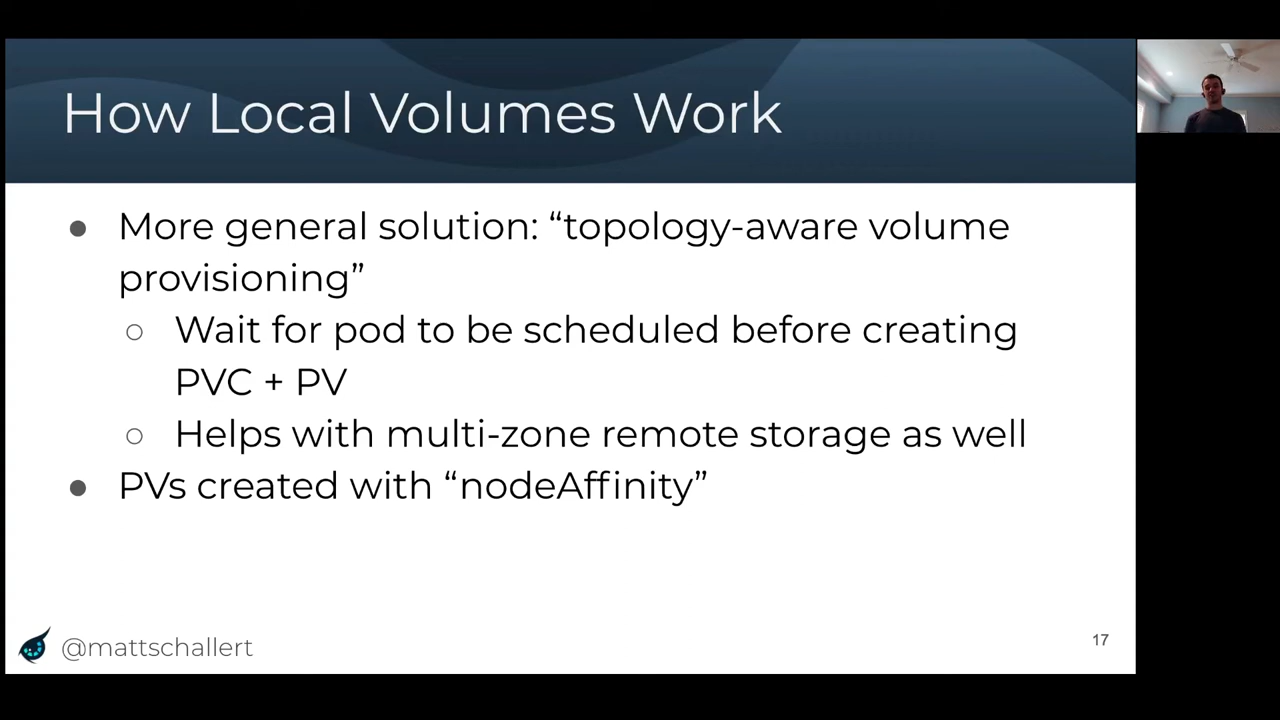 How Local Volumes Work
● More general solution: “topology-aware volume
provisioning”
○ Wait for pod to be scheduled before creating
PVC + PV
○ Helps with multi-zone remote storage as well
● PVs created with “nodeAffinity”
@mattschallert
17